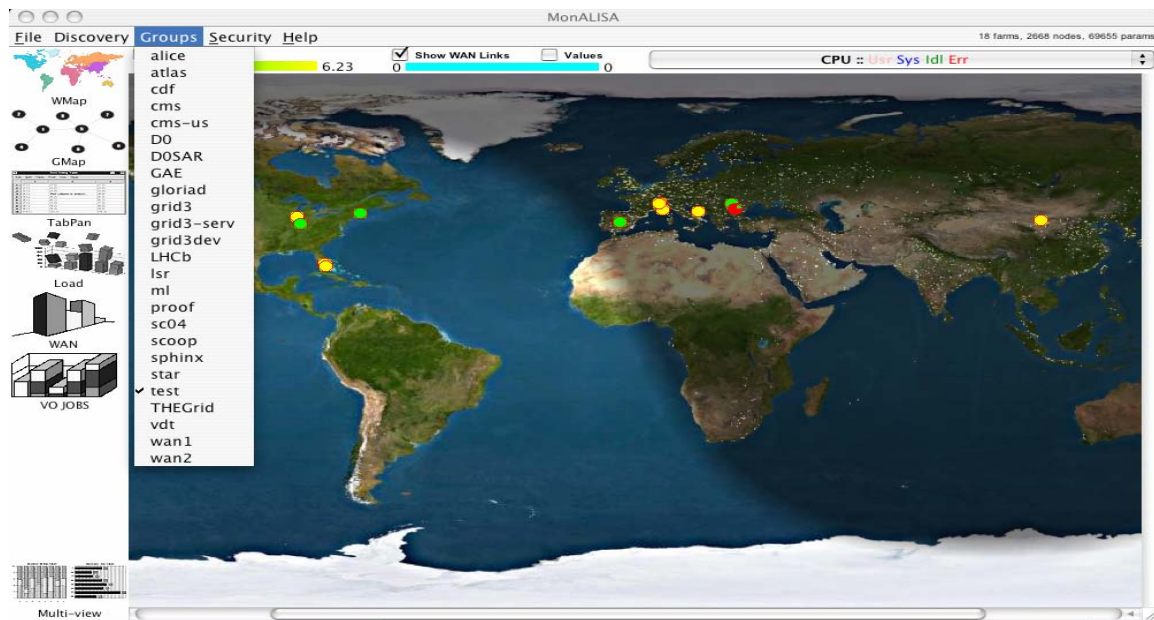 MonALISA
File Discovery Groups Security Help
18 farms, 2668 nodes, 69655 params
6.23
Show WAN Links
Values
0
0
CPU :: Usr Sys Idl Err
alice
atlas
cdf
cms
cms-us
D0
D0SAR
GAE
gloriad
grid3
grid3-serv
grid3dev
LHCb
lsr
ml
proof
sc04
scoop
sphinx
star
test
THEGrid
vdt
wan1
wan2
WMap
GMap
TabPan
Load
WAN
VO JOBS
Multi-view